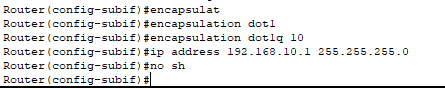 Router(config-subif)#encapsulat
Router(config-subif)#encapsulation dot1
Router(config-subif)#encapsulation dot1q 10
Router(config-subif)#ip address 192.168.10.1 255.255.255.0
Router(config-subif)#no sh
Router(config-subif)#